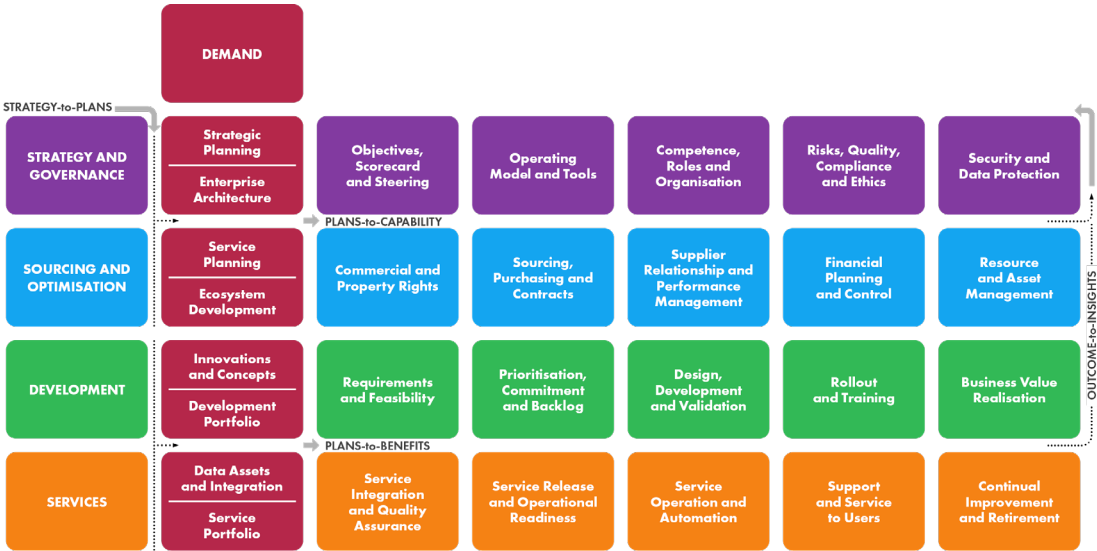 DEMAND
STRATEGY-to-PLANS
STRATEGY AND
GOVERNANCE
Strategic
Planning
Enterprise
Architecture
Objectives,
Scorecard
and Steering
Operating
Model and Tools
Competence,
Roles and
Organisation
Risks, Quality,
Compliance
and Ethics
Security and
Data Protection
PLANS-to-CAPABILITY
SOURCING AND
OPTIMISATION
Service
Planning
Ecosystem
Development
Commercial and
Property Rights
Sourcing,
Purchasing and
Contracts
Supplier
Relationship and
Performance
Management
Financial
Planning
and Control
Resource
and Asset
Management
OUTCOME-to-INSIGHTS
DEVELOPMENT
Innovations
and Concepts
Development
Portfolio
Requirements
and Feasibility
Prioritisation,
Commitment
and Backlog
Design,
Development
and Validation
Rollout
and Training
Business Value
Realisation
PLANS-to-BENEFITS
SERVICES
Data Assets
and Integration
Service
Portfolio
Service
Integration
and Quality
Assurance
Service Release
and Operational
Readiness
Service
Operation and
Automation
Support
and Service
to Users
Continual
Improvement
and Retirement